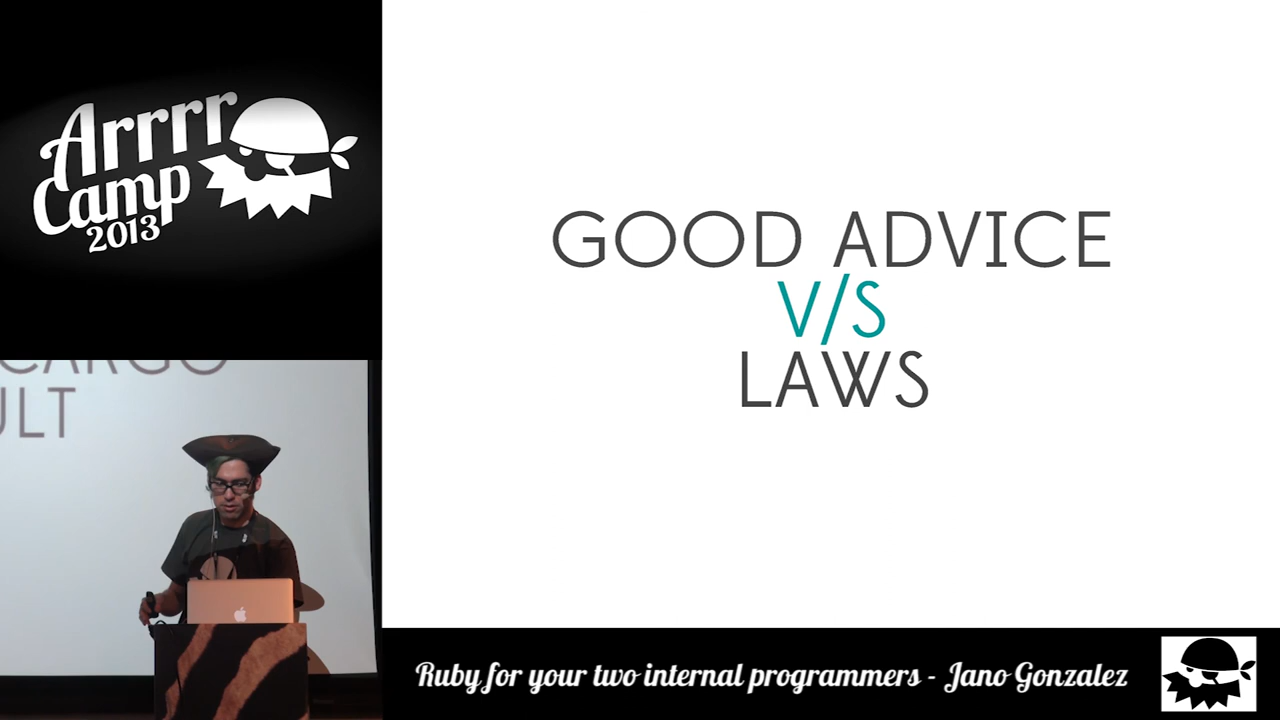 Arrrr
Camp
2013
GOOD ADVICE
V/S
LAWS
CARGO
ULT
Ruby for your two internal programmers - Jano Gonzalez